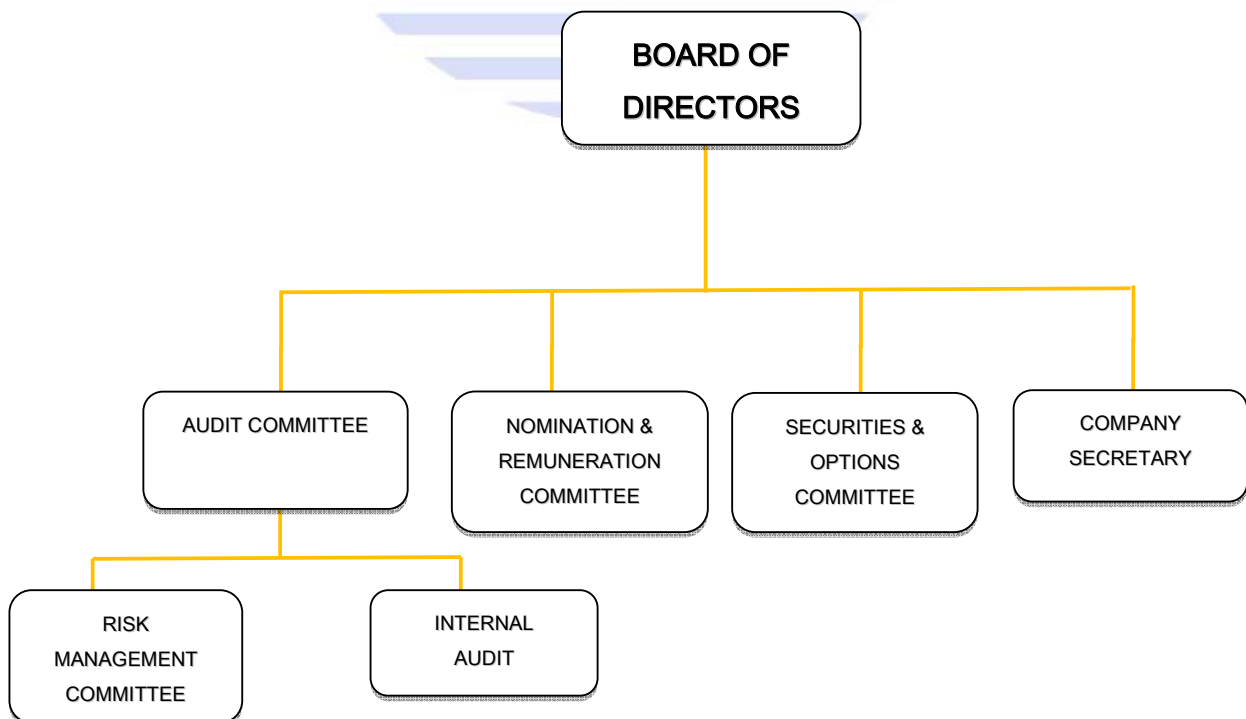 BOARD OF
DIRECTORS
AUDIT COMMITTEE
NOMINATION &
REMUNERATION
COMMITTEE
SECURITIES &
OPTIONS
COMMITTEE
COMPANY
SECRETARY
RISK
MANAGEMENT
COMMITTEE
INTERNAL
AUDIT